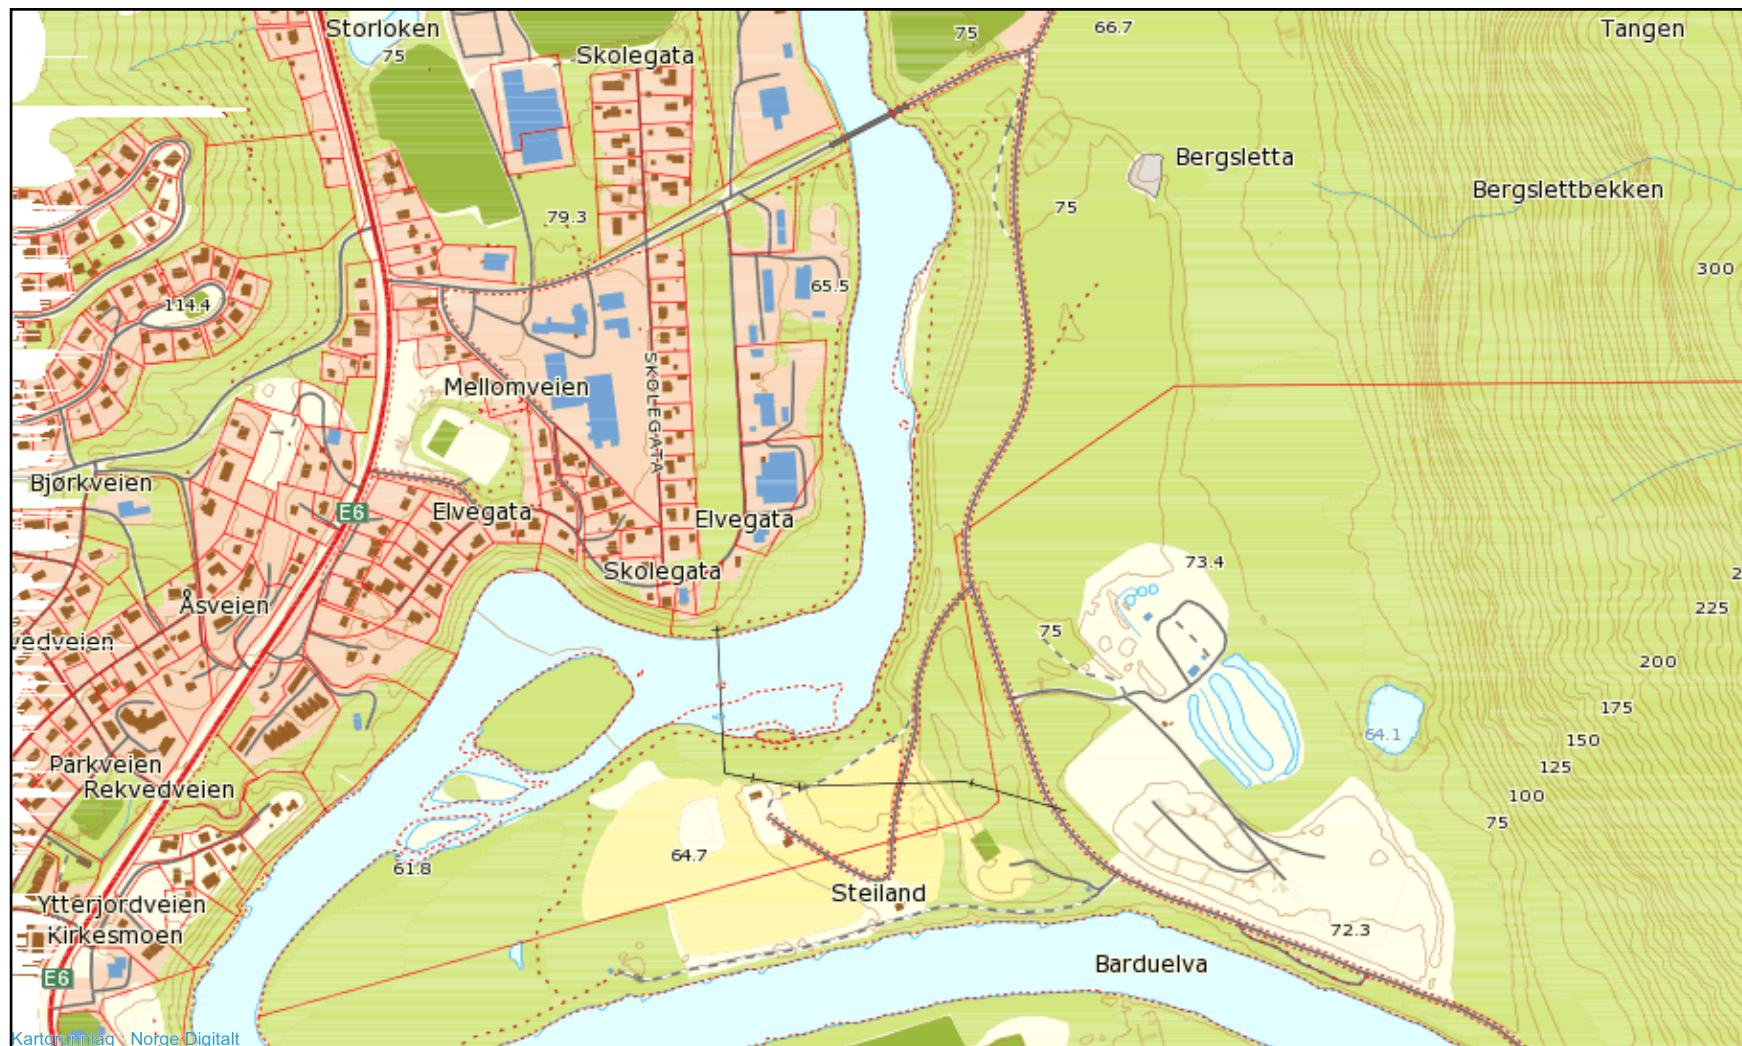 Storloken
75
66.7
Tangen
75
Skolegata
Bergsletta
Bergslettbekken
75
79.3
300
65.5
114.4
SKOLEGATA
Mellomveien
Bjørkveien
E6
Elvegata
Elvegata
73.4
Skolegata
2
Åsveien
225
75
vedveien
200
175
64.1
150
Parkveien
125
Rekvedveien
100
75
64.7
61.8
Steiland
Ytterjordveien
72.3
Kirkesmoen
Barduelva
E6
Kartgrunnlag : Norge Digitalt